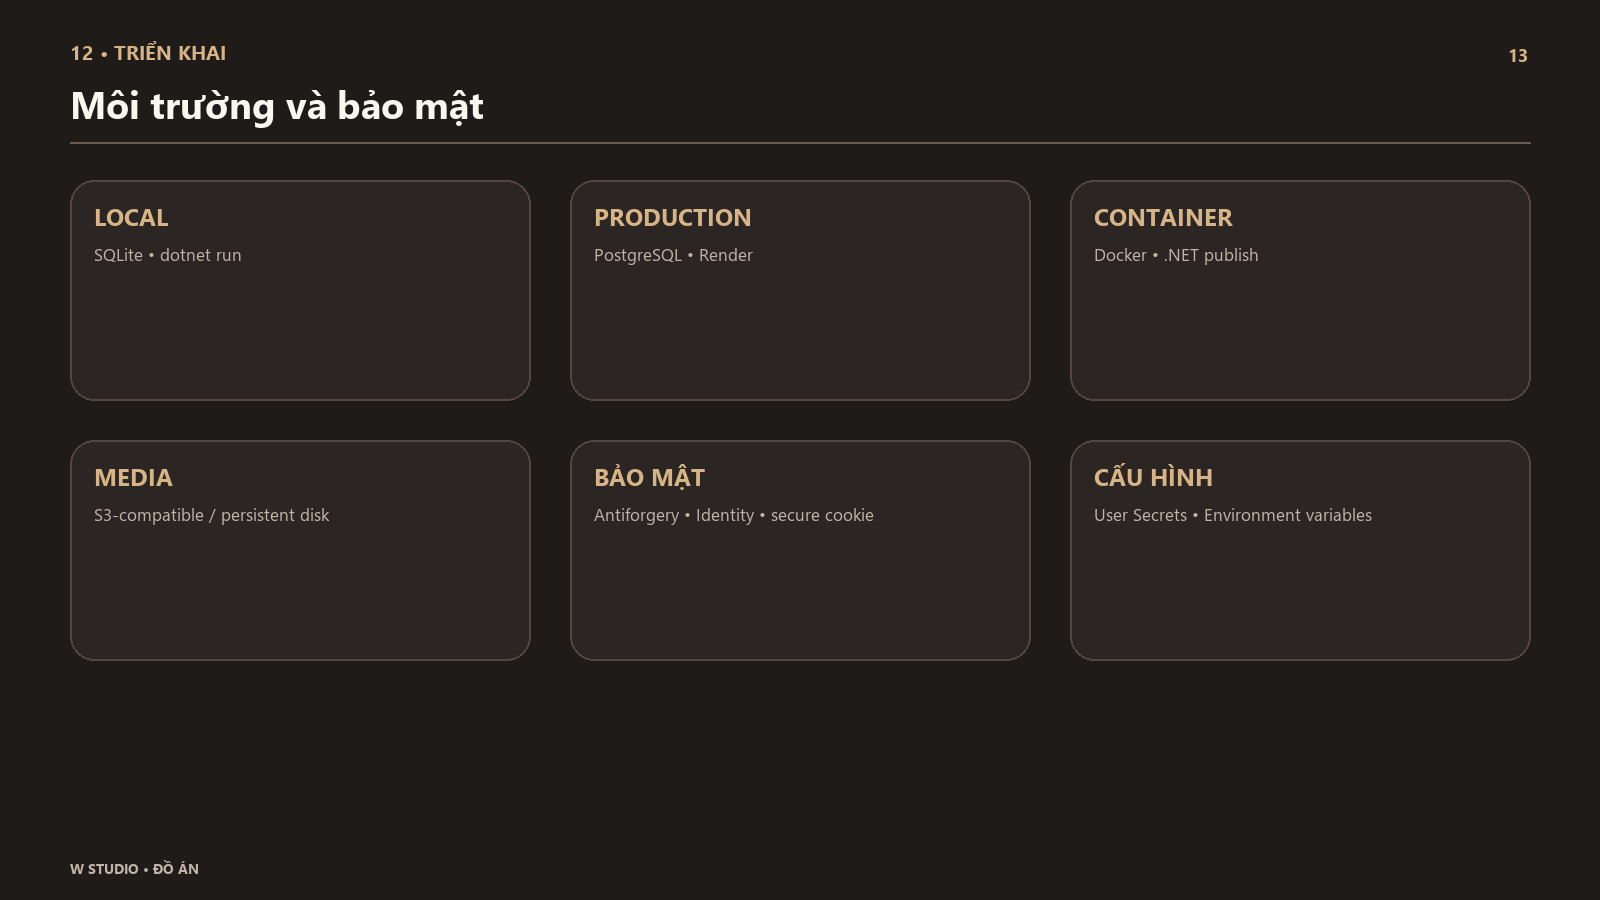 12 • TRIỂN KHAI
13
Môi trường và bảo mật
LOCAL
SQLite • dotnet run
PRODUCTION
PostgreSQL • Render
CONTAINER
Docker • .NET publish
MEDIA
S3-compatible / persistent disk
BẢO MẬT
Antiforgery • Identity • secure cookie
CẤU HÌNH
User Secrets • Environment variables
W STUDIO • ĐỒ ÁN